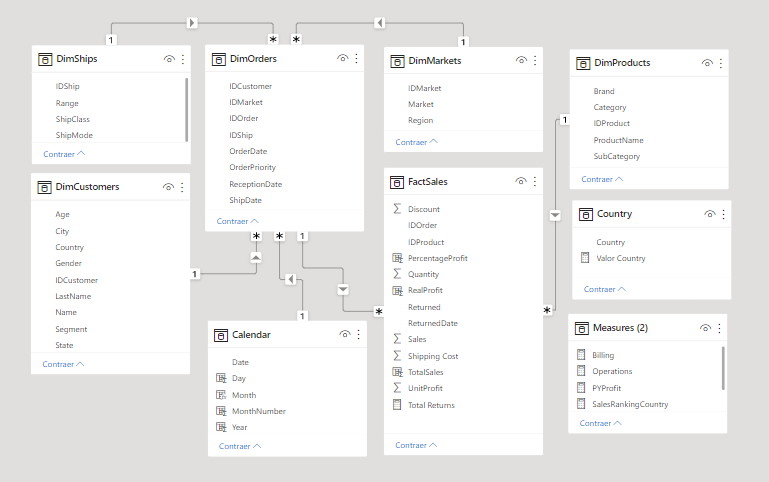 1
*
*
1
DimShips
IDShip
Range
ShipClass
ShipMode
Contraer
DimOrders
IDCustomer
IDMarket
IDOrder
IDShip
OrderDate
OrderPriority
ReceptionDate
ShipDate
Contraer
DimMarkets
IDMarket
Market
Region
Contraer
DimProducts
Brand
Category
IDProduct
ProductName
SubCategory
Contraer
1
DimCustomers
Age
City
Country
Gender
IDCustomer
LastName
Name
Segment
State
Contraer
1
*
*
1
1
*
*
FactSales
Σ Discount
IDOrder
IDProduct
PercentageProfit
Σ Quantity
RealProfit
Returned
ReturnedDate
Σ Sales
Σ Shipping Cost
TotalSales
Σ UnitProfit
Total Returns
Contraer
Country
Country
Valor Country
Contraer
Calendar
Date
Day
Month
MonthNumber
Year
Contraer
Measures (2)
Billing
Operations
PYProfit
SalesRankingCountry
Contraer